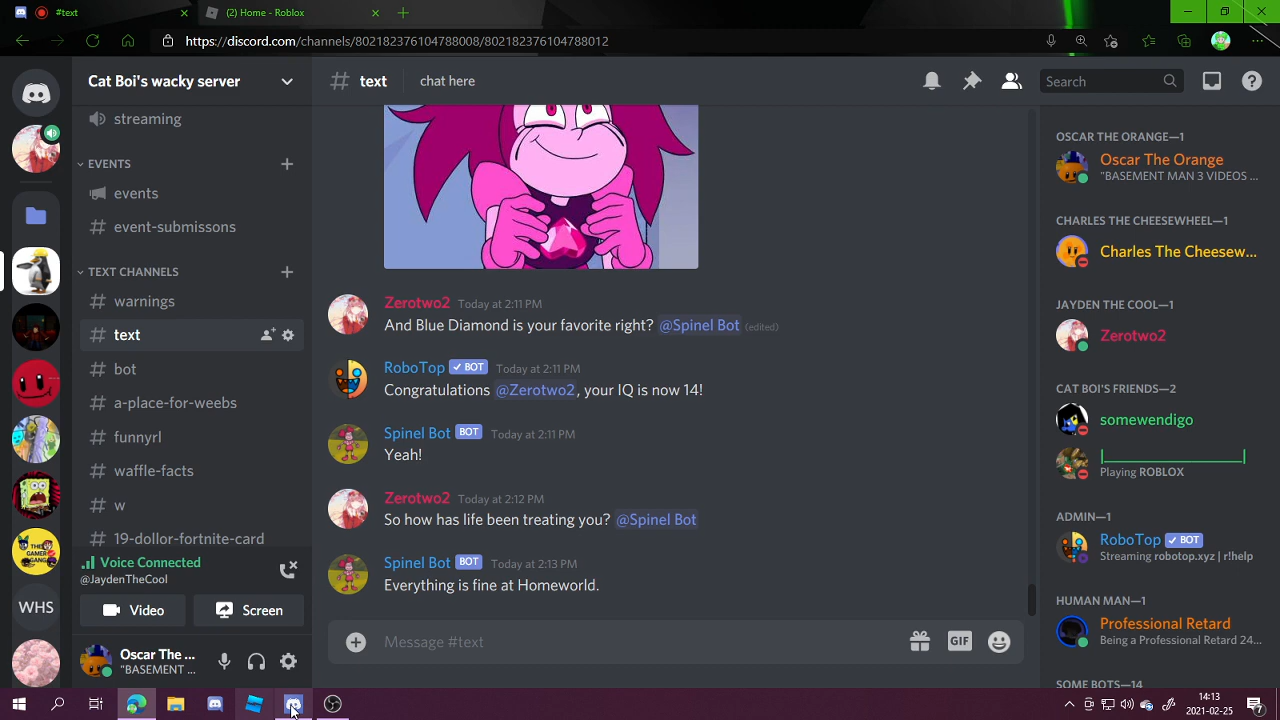 #text
(2) Home - Roblox
https://discord.com/channels/802182376104788008/802182376104788012
Cat Boi's wacky server
streaming
EVENTS
events
event-submissons
TEXT CHANNELS
warnings
text
bot
a-place-for-weebs
funnyrl
waffle-facts
w
19-dollor-fortnite-card
Voice Connected
@JaydenTheCool
Video
Screen
Oscar The ...
"BASEMENT ...
THE GAMER GANG
WHS
text
chat here
Search
Zerotwo2 Today at 2:11 PM
And Blue Diamond is your favorite right? @Spinel Bot (edited)
RoboTop BOT Today at 2:11 PM
Congratulations @Zerotwo2, your IQ is now 14!
Spinel Bot BOT Today at 2:11 PM
Yeah!
Zerotwo2 Today at 2:12 PM
So how has life been treating you? @Spinel Bot
Spinel Bot BOT Today at 2:13 PM
Everything is fine at Homeworld.
Message #text
GIF
OSCAR THE ORANGE—1
Oscar The Orange
"BASEMENT MAN 3 VIDEOS ...
CHARLES THE CHEESEWHEEL—1
Charles The Cheesew...
JAYDEN THE COOL—1
Zerotwo2
CAT BOI'S FRIENDS—2
somewendigo
|____________________|
Playing ROBLOX
ADMIN—1
RoboTop BOT
Streaming robotop.xyz | r!help
HUMAN MAN—1
Professional Retard
Being a Professional Retard 24...
SOME BOTS—14
14:13
2021-02-25
7